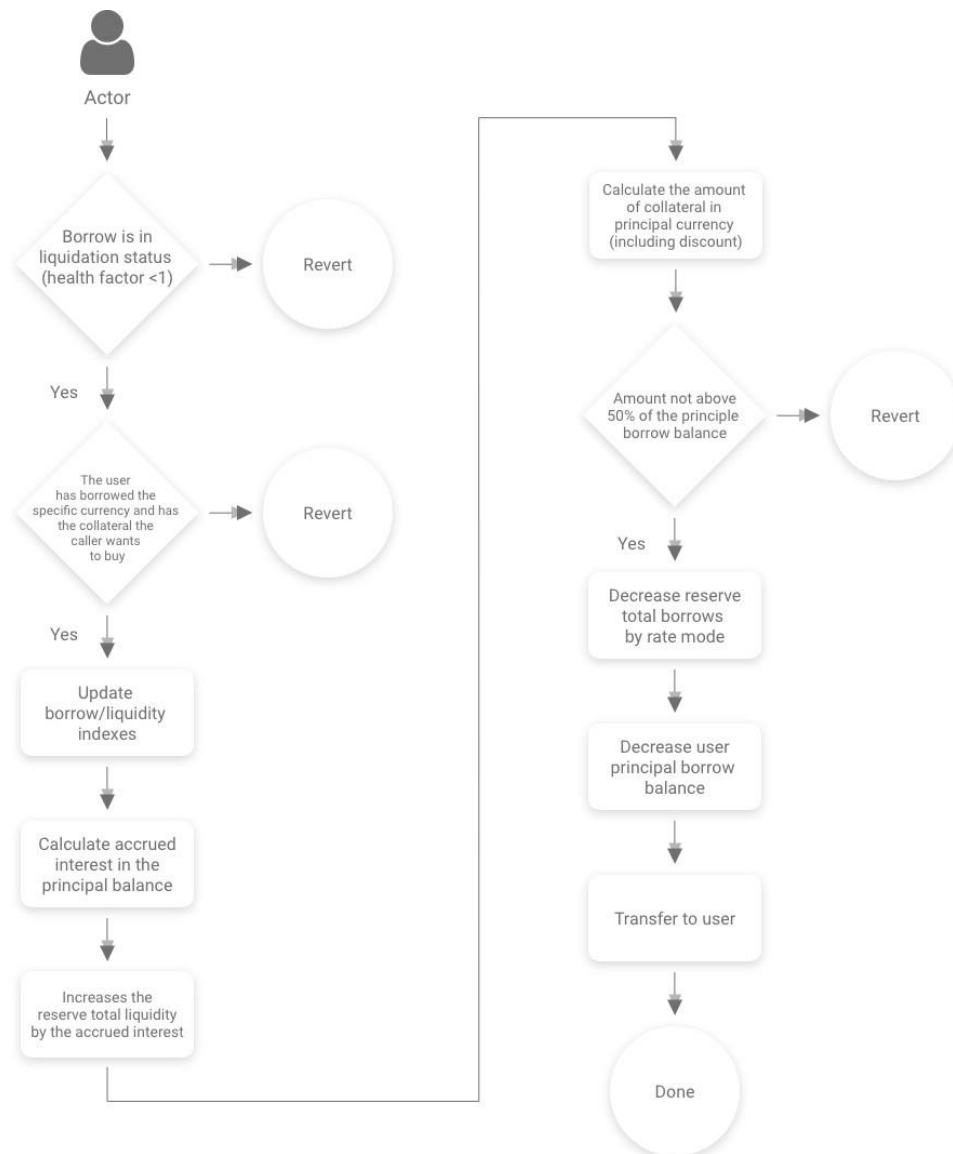 Actor
Borrow is in
liquidation status
(health factor <1)
Revert
Yes
The user
has borrowed the
specific currency and has
the collateral the
caller wants
to buy
Revert
Yes
Update
borrow/liquidity
indexes
Calculate accrued
interest in the
principal balance
Increases the
reserve total liquidity
by the accrued interest
Calculate the amount
of collateral in
principal currency
(including discount)
Amount not above
50% of the principle
borrow balance
Revert
Yes
Decrease reserve
total borrows
by rate mode
Decrease user
principal borrow
balance
Transfer to user
Done